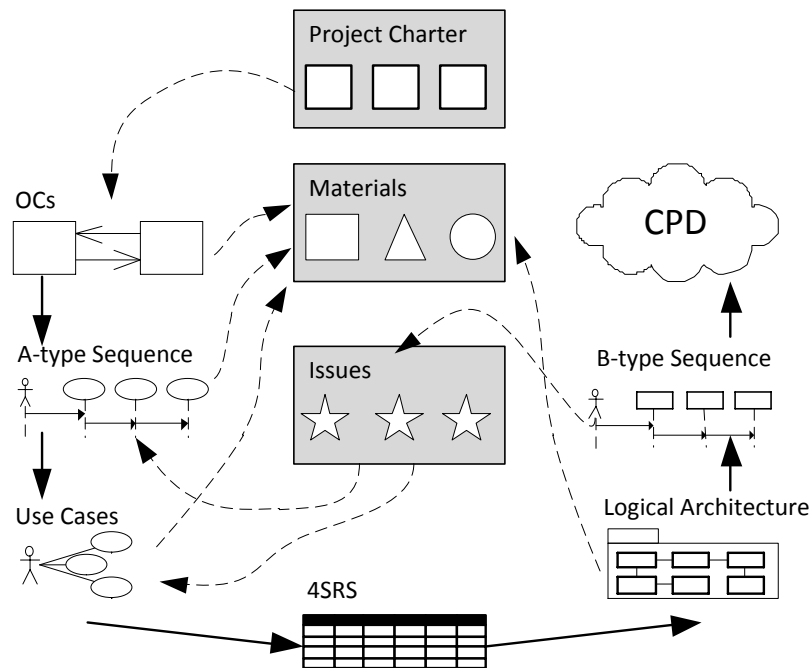 Project Charter
Materials
OCs
CPD
A-type Sequence
Issues
B-type Sequence
Use Cases
Logical Architecture
4SRS